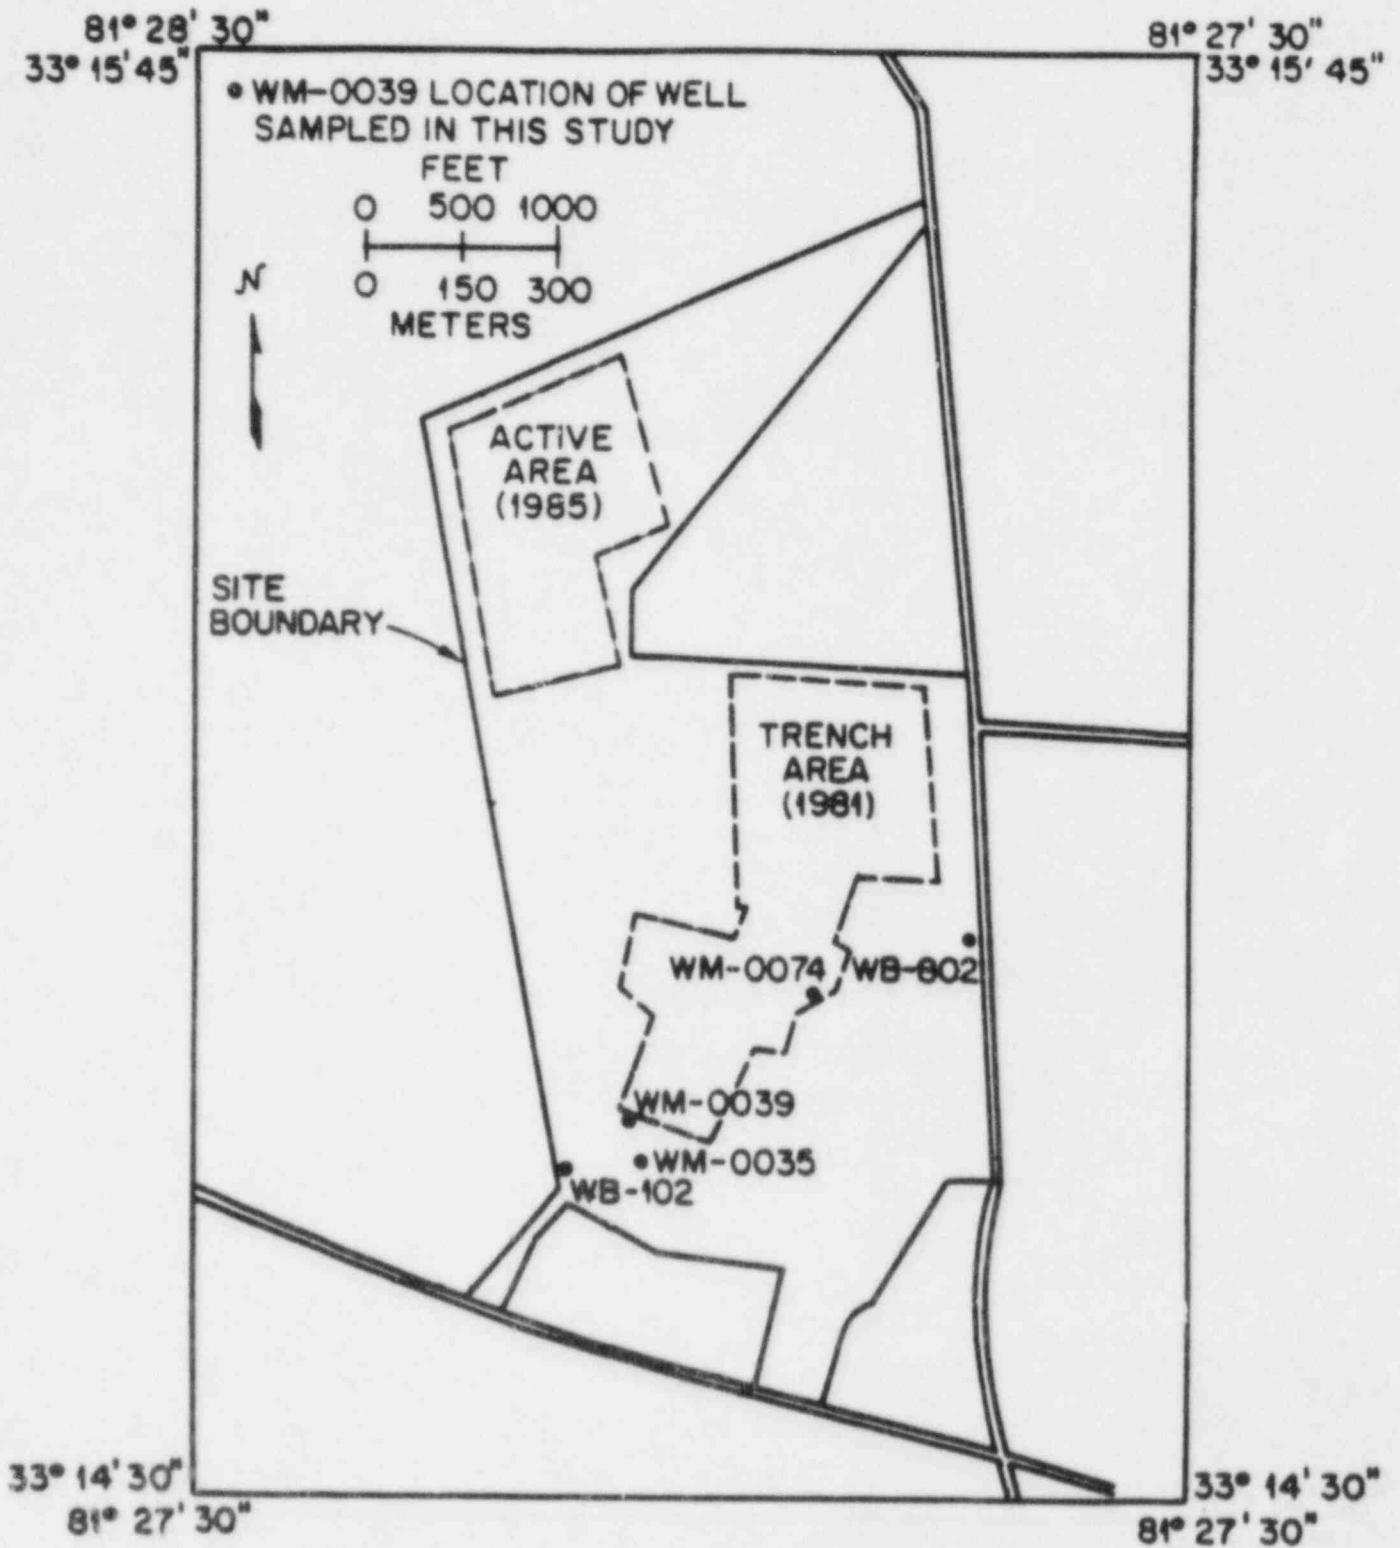 81° 28' 30"
81° 27' 30"
33° 15' 45"
33° 15' 45"
• WM-0039 LOCATION OF WELL
SAMPLED IN THIS STUDY
FEET
0 500 1000
0 150 300
METERS
N
ACTIVE
AREA
(1985)
SITE
BOUNDARY
TRENCH
AREA
(1981)
WM-0074
WB-802
WM-0039
WM-0035
WB-102
33° 14' 30"
33° 14' 30"
81° 27' 30"
81° 27' 30"